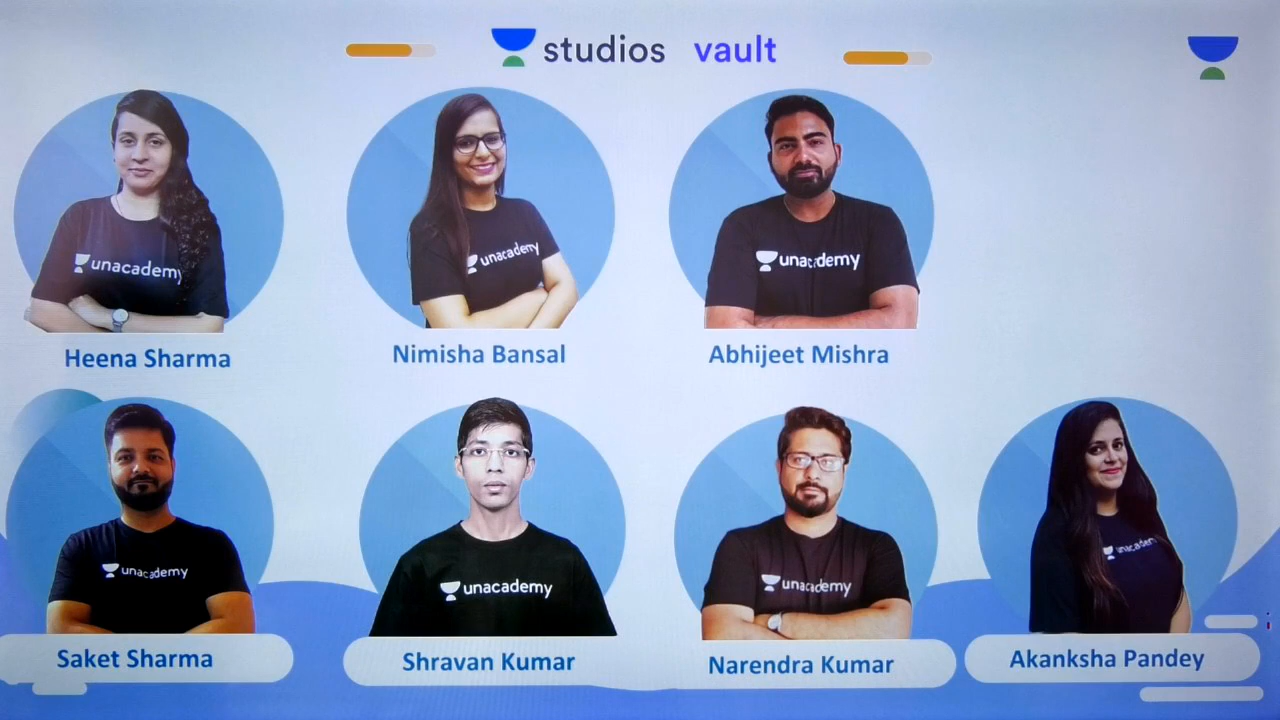 studios vault
unacademy
unacademy
unacademy
Heena Sharma
Nimisha Bansal
Abhijeet Mishra
unacademy
unacademy
unacademy
unacademy
Saket Sharma
Shravan Kumar
Narendra Kumar
Akanksha Pandey